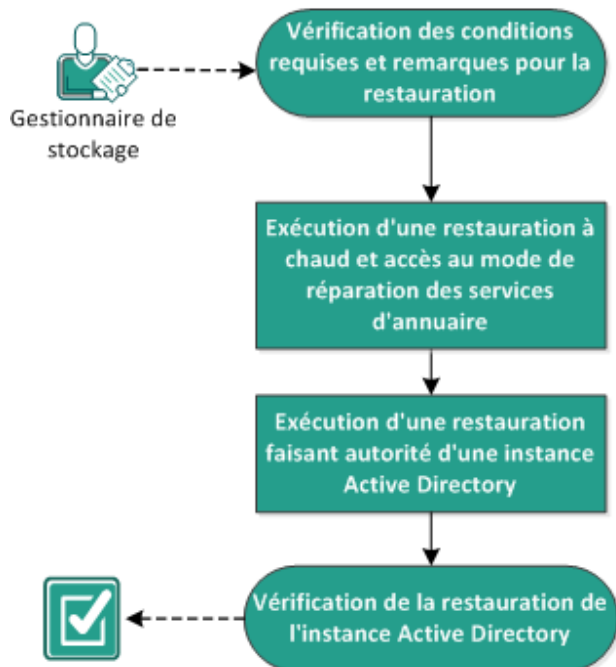 Vérification des conditions
requises et remarques pour la
restauration
Gestionnaire de
stockage
Exécution d'une restauration à
chaud et accès au mode de
réparation des services
d'annuaire
Exécution d'une restauration
faisant autorité d'une instance
Active Directory
Vérification de la restauration de
l'instance Active Directory